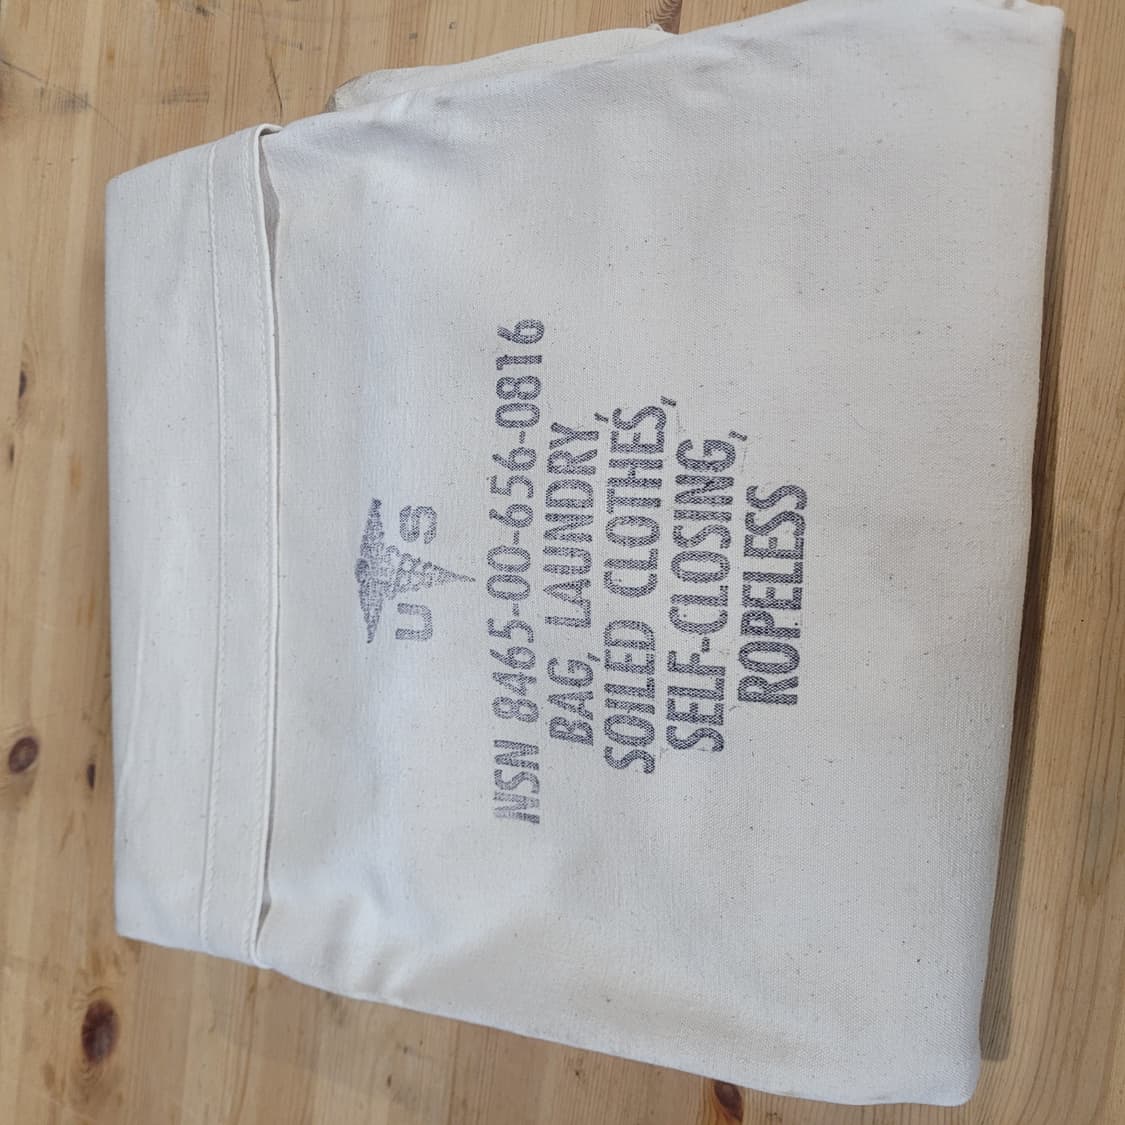 U S
NSN 8465-00-656-0816
BAG, LAUNDRY,
SOILED CLOTHES,
SELF-CLOSING,
ROPELESS